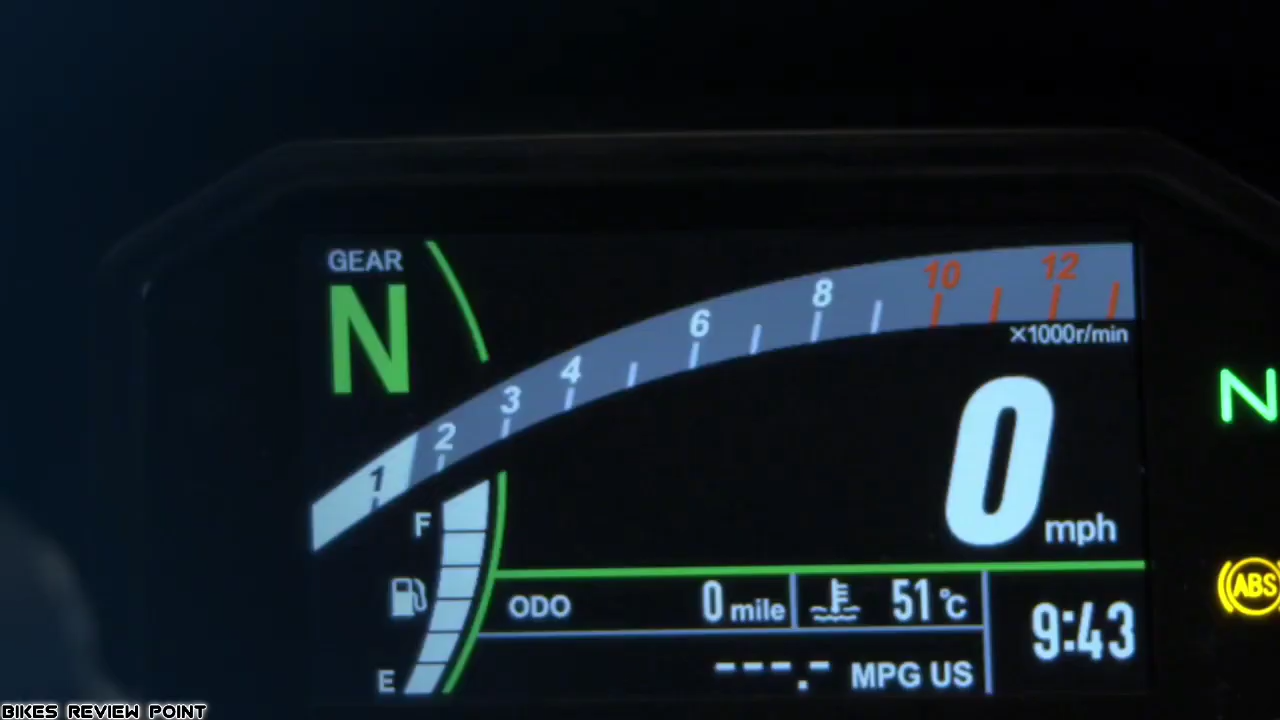 GEAR
N
1 2 3 4 6 8 10 12
×1000r/min
N
0 mph
F
E
ODO 0 mile 51°C
9:43
---.- MPG US
ABS
BIKES REVIEW POINT